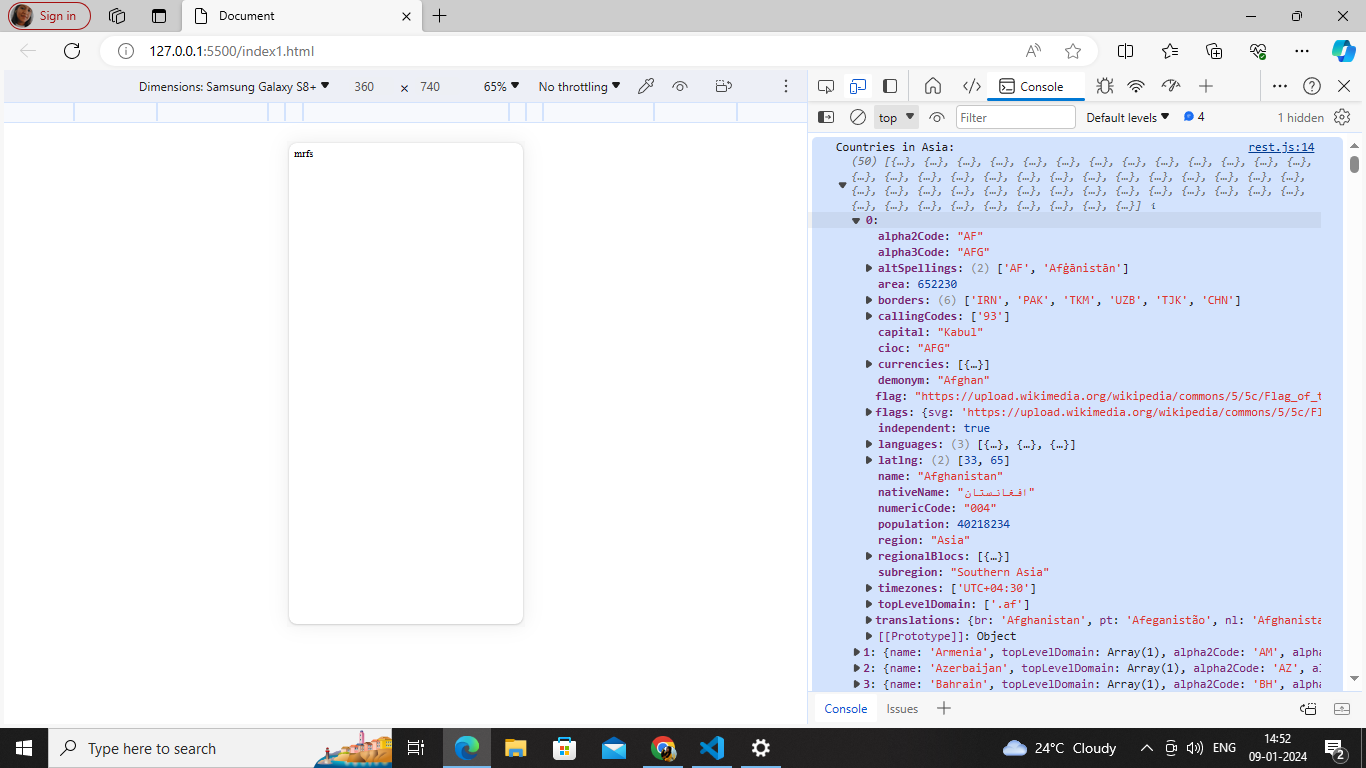 Sign in
Document
127.0.0.1:5500/index1.html
Dimensions: Samsung Galaxy S8+ 360 × 740 65% No throttling
mrfs
Console
top Filter Default levels 4 1 hidden
Countries in Asia: rest.js:14
(50) [{…}, {…}, {…}, {…}, {…}, {…}, {…}, {…}, {…}, {…}, {…}, {…}, {…},
{…}, {…}, {…}, {…}, {…}, {…}, {…}, {…}, {…}, {…}, {…}, {…}, {…}, {…},
{…}, {…}, {…}, {…}, {…}, {…}, {…}, {…}, {…}, {…}, {…}, {…}, {…}, {…},
{…}, {…}, {…}, {…}, {…}, {…}, {…}, {…}, {…}] i
0:
alpha2Code: "AF"
alpha3Code: "AFG"
altSpellings: (2) ['AF', 'Afġānistān']
area: 652230
borders: (6) ['IRN', 'PAK', 'TKM', 'UZB', 'TJK', 'CHN']
callingCodes: ['93']
capital: "Kabul"
cioc: "AFG"
currencies: [{…}]
demonym: "Afghan"
flag: "https://upload.wikimedia.org/wikipedia/commons/5/5c/Flag_of_t
flags: {svg: 'https://upload.wikimedia.org/wikipedia/commons/5/5c/Fl
independent: true
languages: (3) [{…}, {…}, {…}]
latlng: (2) [33, 65]
name: "Afghanistan"
nativeName: "افغانستان"
numericCode: "004"
population: 40218234
region: "Asia"
regionalBlocs: [{…}]
subregion: "Southern Asia"
timezones: ['UTC+04:30']
topLevelDomain: ['.af']
translations: {br: 'Afghanistan', pt: 'Afeganistão', nl: 'Afghanista
[[Prototype]]: Object
1: {name: 'Armenia', topLevelDomain: Array(1), alpha2Code: 'AM', alpha
2: {name: 'Azerbaijan', topLevelDomain: Array(1), alpha2Code: 'AZ', al
3: {name: 'Bahrain', topLevelDomain: Array(1), alpha2Code: 'BH', alpha
Console Issues
Type here to search
24°C Cloudy
ENG
14:52
09-01-2024
2